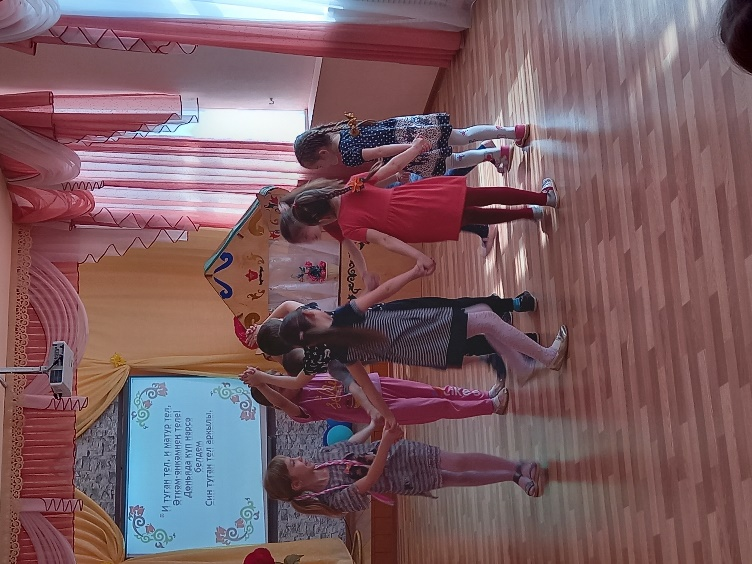 "И туган тел, и матур тел,
Әткәм-әнкәмнең теле!
Дөньяда күп нәрсә
белдем
Син туган тел аркылы.